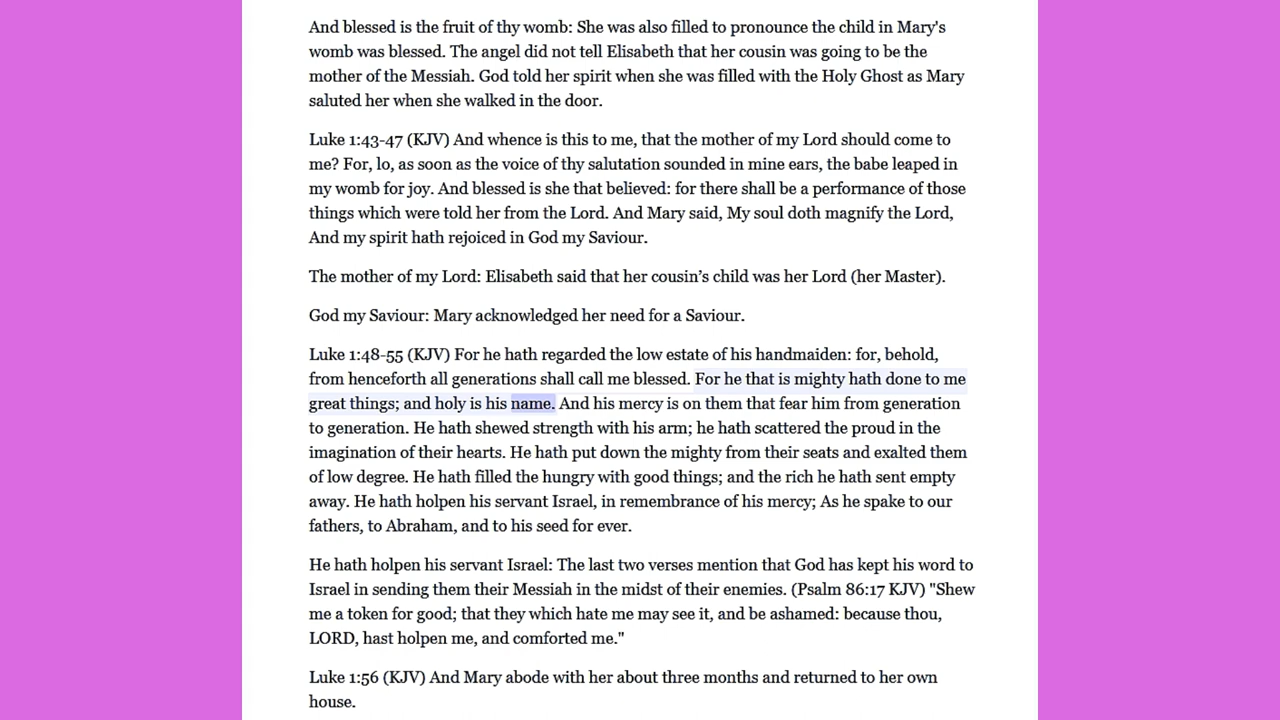 And blessed is the fruit of thy womb: She was also filled to pronounce the child in Mary's
womb was blessed. The angel did not tell Elisabeth that her cousin was going to be the
mother of the Messiah. God told her spirit when she was filled with the Holy Ghost as Mary
saluted her when she walked in the door.
Luke 1:43-47 (KJV) And whence is this to me, that the mother of my Lord should come to
me? For, lo, as soon as the voice of thy salutation sounded in mine ears, the babe leaped in
my womb for joy. And blessed is she that believed: for there shall be a performance of those
things which were told her from the Lord. And Mary said, My soul doth magnify the Lord,
And my spirit hath rejoiced in God my Saviour.
The mother of my Lord: Elisabeth said that her cousin’s child was her Lord (her Master).
God my Saviour: Mary acknowledged her need for a Saviour.
Luke 1:48-55 (KJV) For he hath regarded the low estate of his handmaiden: for, behold,
from henceforth all generations shall call me blessed. For he that is mighty hath done to me
great things; and holy is his name. And his mercy is on them that fear him from generation
to generation. He hath shewed strength with his arm; he hath scattered the proud in the
imagination of their hearts. He hath put down the mighty from their seats and exalted them
of low degree. He hath filled the hungry with good things; and the rich he hath sent empty
away. He hath holpen his servant Israel, in remembrance of his mercy; As he spake to our
fathers, to Abraham, and to his seed for ever.
He hath holpen his servant Israel: The last two verses mention that God has kept his word to
Israel in sending them their Messiah in the midst of their enemies. (Psalm 86:17 KJV) "Shew
me a token for good; that they which hate me may see it, and be ashamed: because thou,
LORD, hast holpen me, and comforted me."
Luke 1:56 (KJV) And Mary abode with her about three months and returned to her own
house.